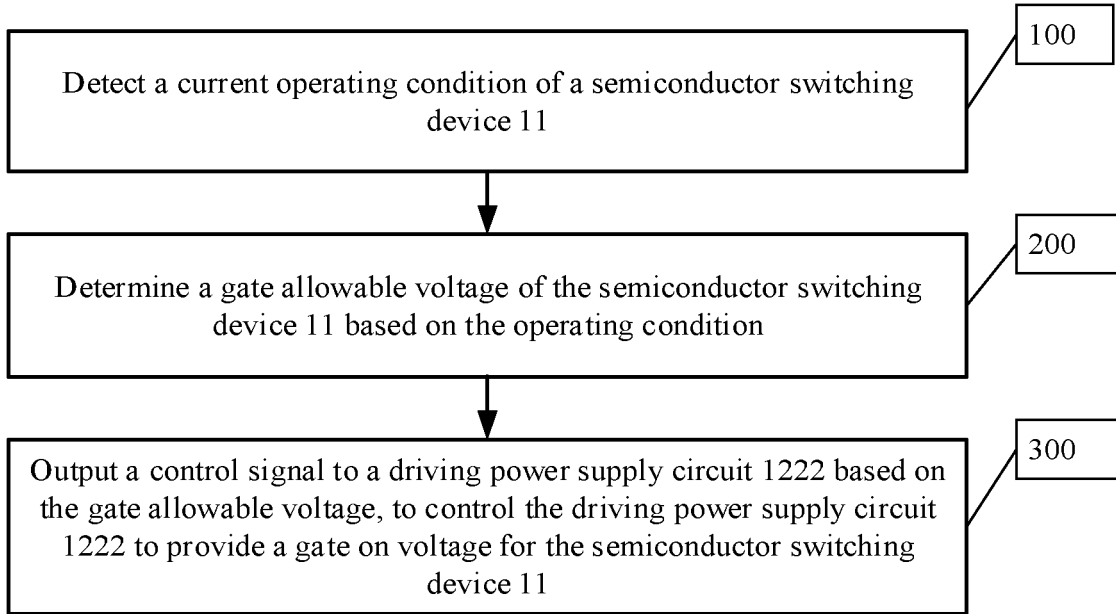 100
Detect a current operating condition of a semiconductor switching
device 11
200
Determine a gate allowable voltage of the semiconductor switching
device 11 based on the operating condition
300
Output a control signal to a driving power supply circuit 1222 based on
the gate allowable voltage, to control the driving power supply circuit
1222 to provide a gate on voltage for the semiconductor switching
device 11